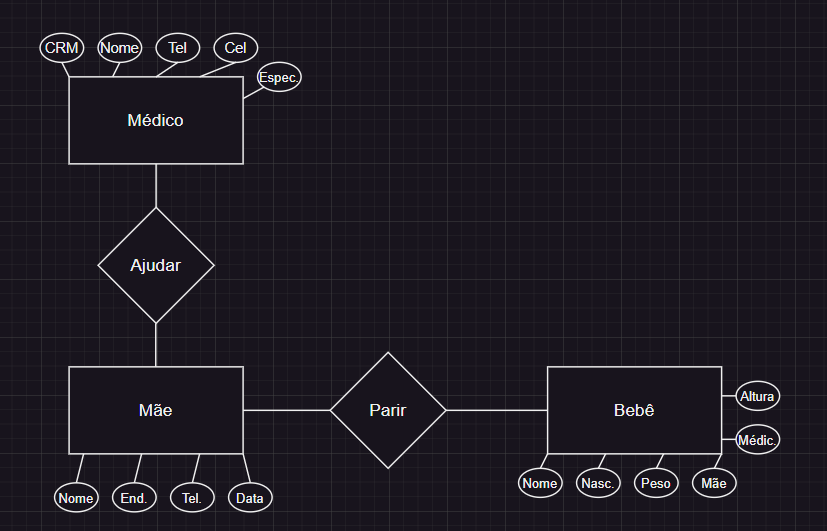 CRM
Nome
Tel
Cel
Espec.
Médico
Ajudar
Mãe
Parir
Bebê
Altura
Médic.
Nome
End.
Tel.
Data
Nome
Nasc.
Peso
Mãe